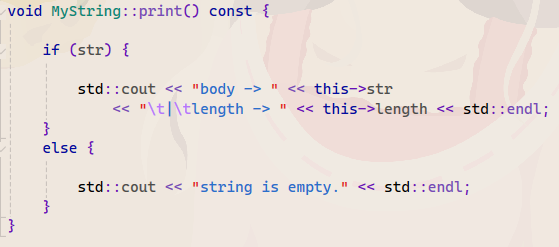 void MyString::print() const {
if (str) {
std::cout << "body -> " << this->str
<< "\t|\tlength -> " << this->length << std::endl;
}
else {
std::cout << "string is empty." << std::endl;
}
}